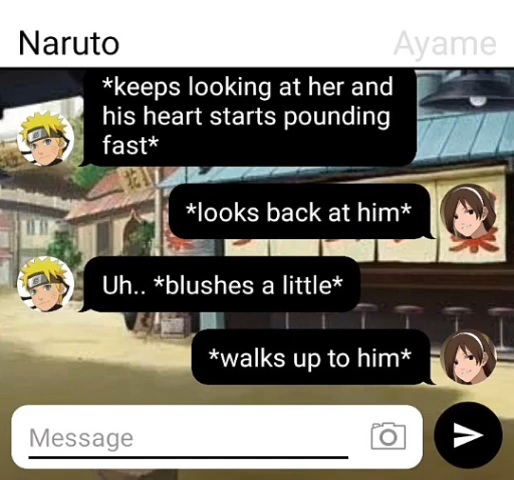 Naruto
Ayame
*keeps looking at her and
his heart starts pounding
fast*
*looks back at him*
Uh.. *blushes a little*
*walks up to him*
Message